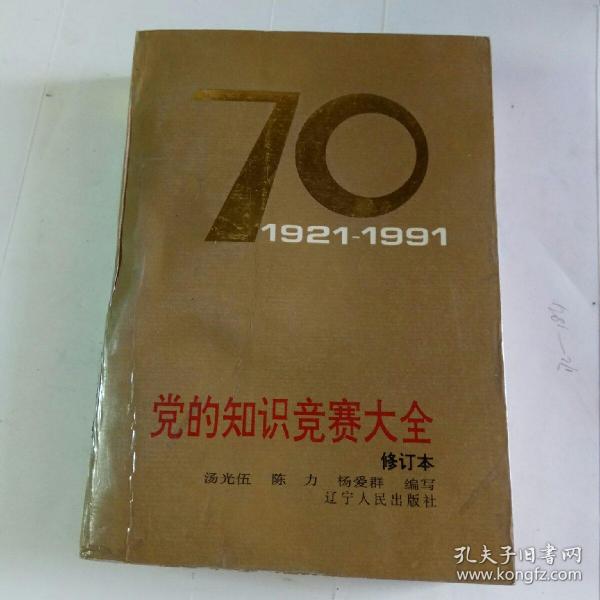 70
1921-1991
党的知识竞赛大全
修订本
汤光伍 陈力 杨爱群 编写
辽宁人民出版社
孔夫子旧书网
www.kongfz.com